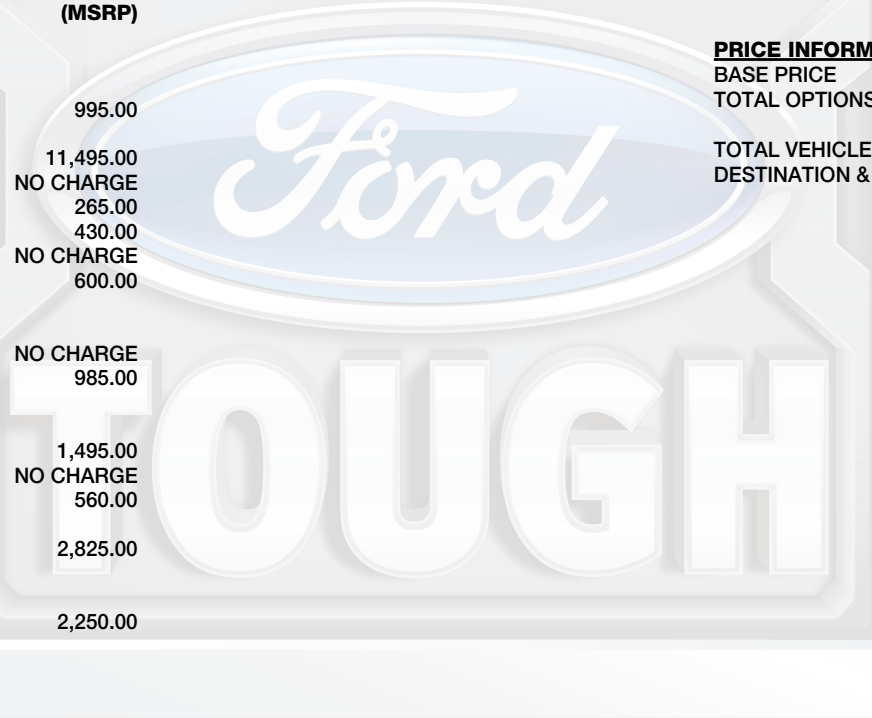 (MSRP)
995.00
11,495.00
NO CHARGE
265.00
430.00
NO CHARGE
600.00
NO CHARGE
985.00
1,495.00
NO CHARGE
560.00
2,825.00
2,250.00
PRICE INFORM
BASE PRICE
TOTAL OPTIONS
TOTAL VEHICLE
DESTINATION &
Ford
TOUGH